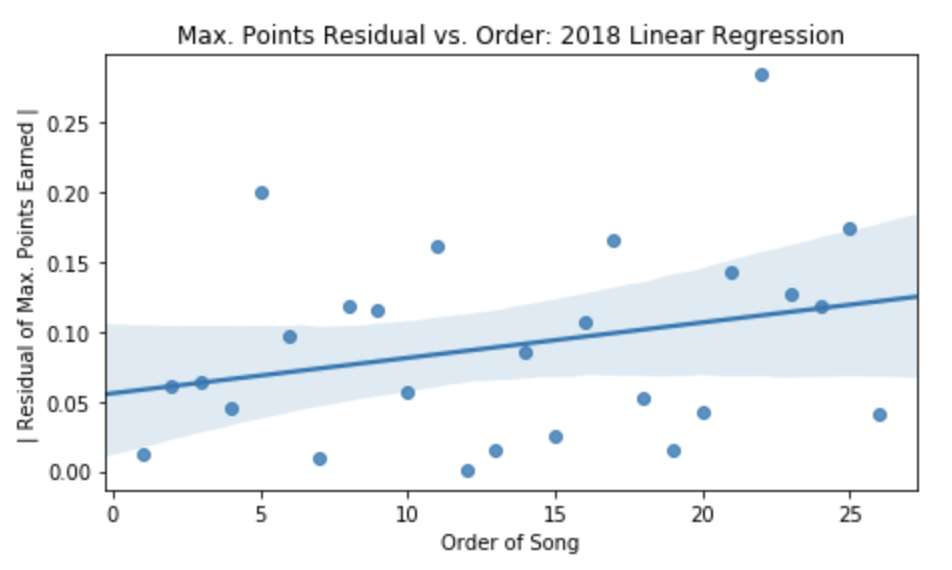 Max. Points Residual vs. Order: 2018 Linear Regression
| Residual of Max. Points Earned |
0.25
0.20
0.15
0.10
0.05
0.00
0 5 10 15 20 25
Order of Song